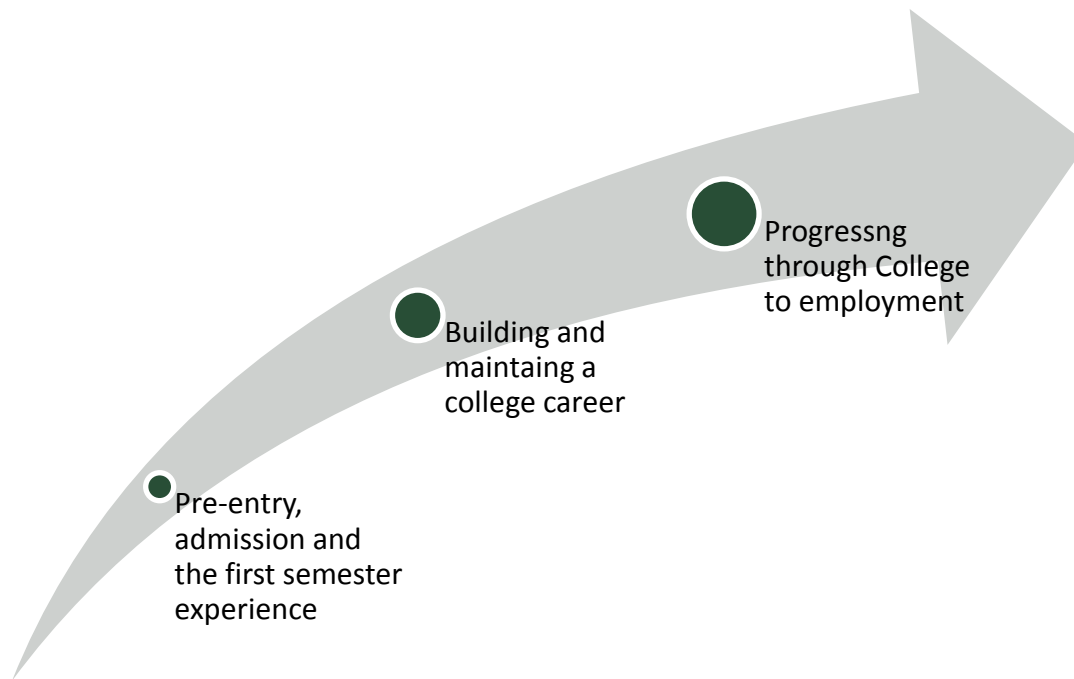 Pre-entry,
admission and
the first semester
experience
Building and
maintaing a
college career
Progressng
through College
to employment